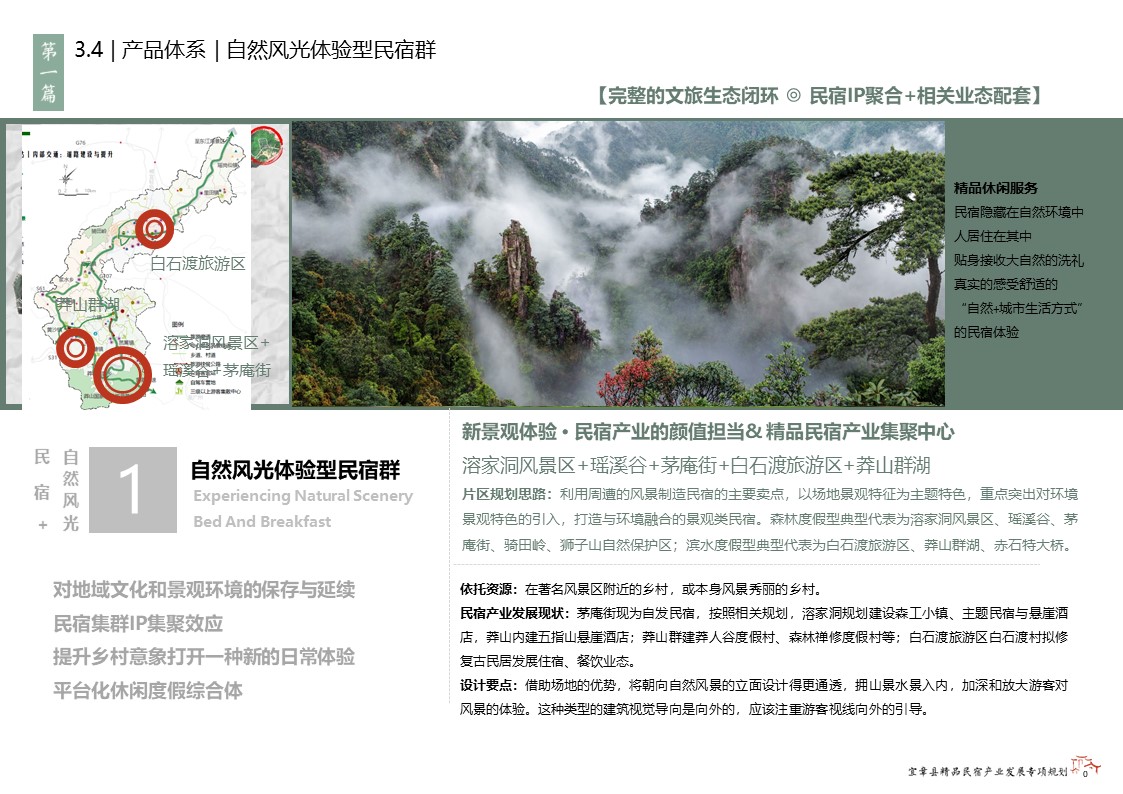 第一篇
3.4 | 产品体系 | 自然风光体验型民宿群
【完整的文旅生态闭环 ◎ 民宿IP聚合+相关业态配套】
内部交通：道路建设与提升
G76
白石渡旅游区
莽山群湖
溶家洞风景区+
瑶溪谷+茅庵街
图例
乡道、村道
自驾车营地
三级以上游客集散中心
精品休闲服务
民宿隐藏在自然环境中
人居住在其中
贴身接收大自然的洗礼
真实的感受舒适的
“自然+城市生活方式”
的民宿体验
民宿+
自然风光
1
自然风光体验型民宿群
Experiencing Natural Scenery
Bed And Breakfast
对地域文化和景观环境的保存与延续
民宿集群IP集聚效应
提升乡村意象打开一种新的日常体验
平台化休闲度假综合体
新景观体验·民宿产业的颜值担当& 精品民宿产业集聚中心
溶家洞风景区+瑶溪谷+茅庵街+白石渡旅游区+莽山群湖
片区规划思路：利用周遭的风景制造民宿的主要卖点，以场地景观特征为主题特色，重点突出对环境
景观特色的引入，打造与环境融合的景观类民宿。森林度假型典型代表为溶家洞风景区、瑶溪谷、茅
庵街、骑田岭、狮子山自然保护区；滨水度假型典型代表为白石渡旅游区、莽山群湖、赤石特大桥。
依托资源：在著名风景区附近的乡村，或本身风景秀丽的乡村。
民宿产业发展现状：茅庵街现为自发民宿，按照相关规划，溶家洞规划建设森工小镇、主题民宿与悬崖酒
店，莽山内建五指山悬崖酒店；莽山群建莽人谷度假村、森林禅修度假村等；白石渡旅游区白石渡村拟修
复古民居发展住宿、餐饮业态。
设计要点：借助场地的优势，将朝向自然风景的立面设计得更通透，拥山景水景入内，加深和放大游客对
风景的体验。这种类型的建筑视觉导向是向外的，应该注重游客视线向外的引导。
宜章县精品民宿产业发展专项规划
0